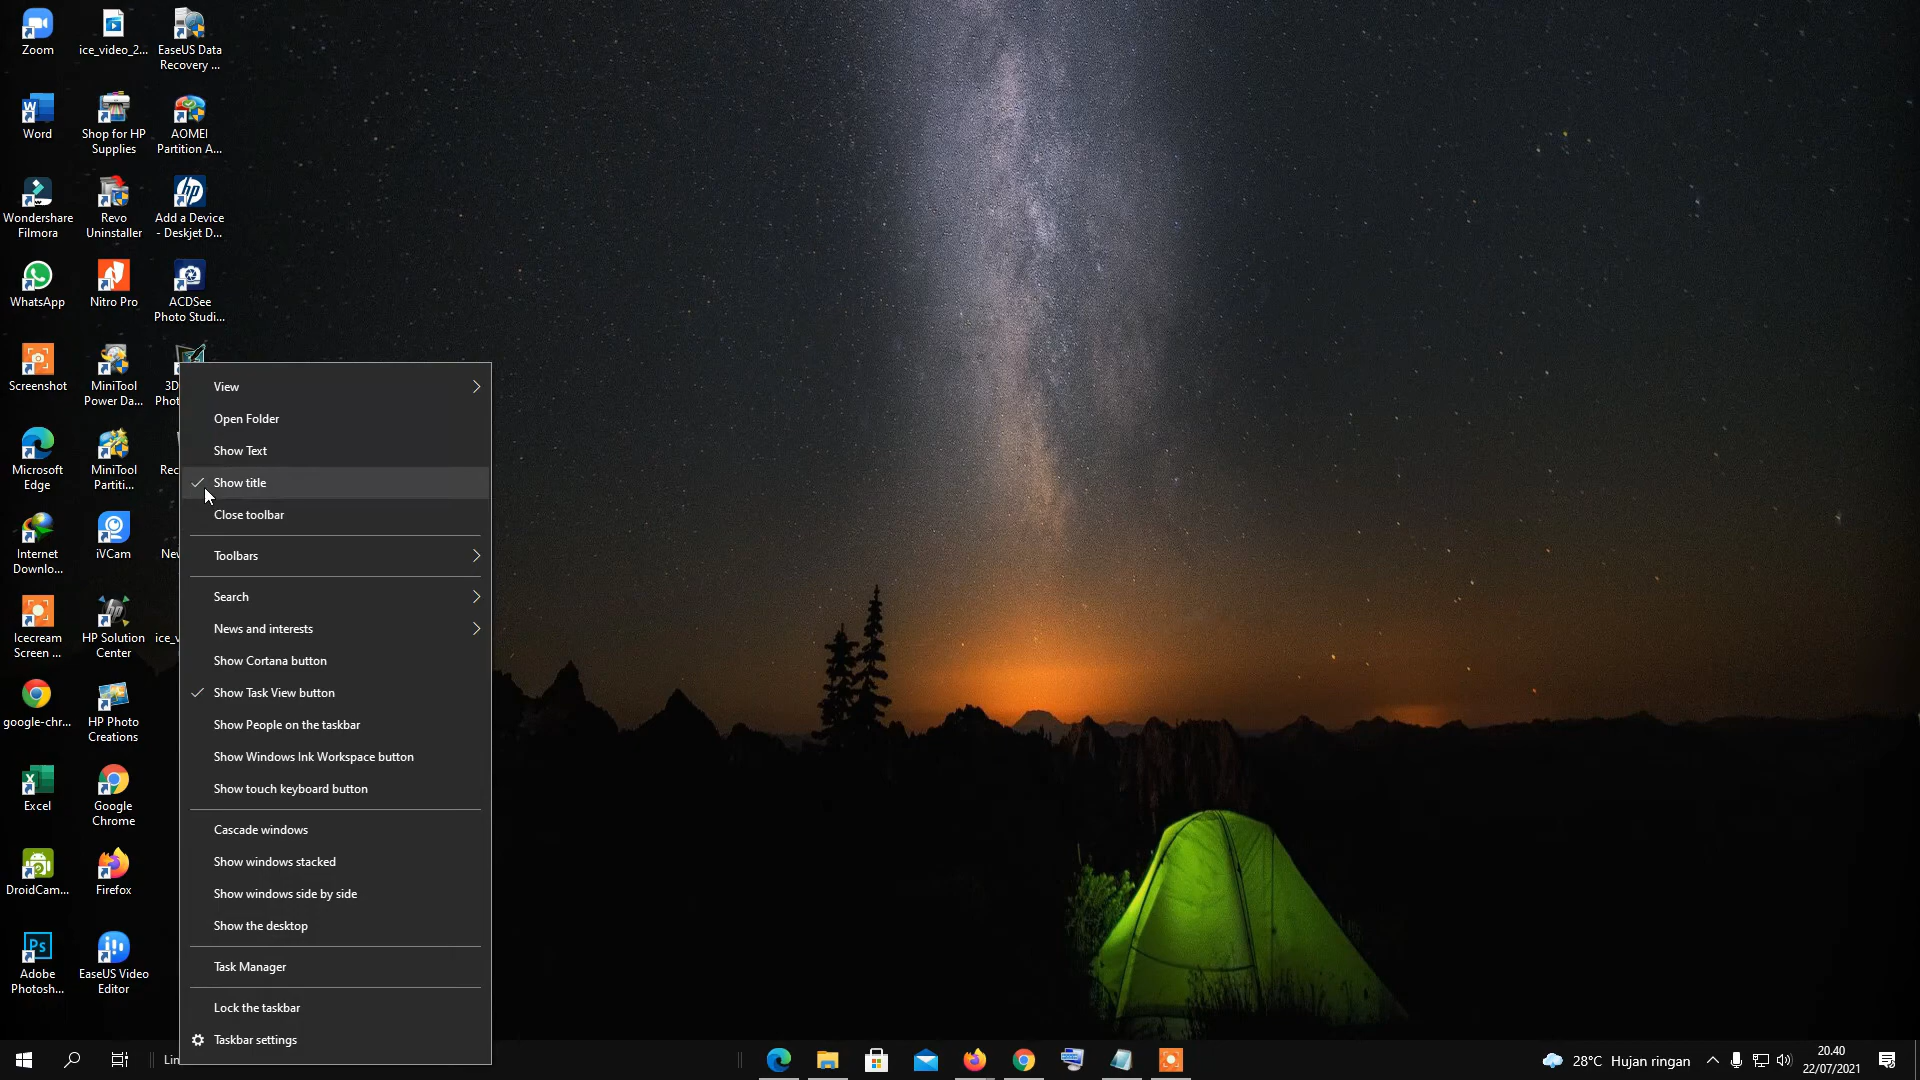 Zoom
ice_video_2...
EaseUS Data
Recovery ...
Word
Shop for HP
Supplies
AOMEI
Partition A...
Wondershare
Filmora
Revo
Uninstaller
Add a Device
- Deskjet D...
WhatsApp
Nitro Pro
ACDSee
Photo Studi...
Screenshot
MiniTool
Power Da...
3D
Phot
Microsoft
Edge
MiniTool
Partiti...
Rec
Internet
Downlo...
iVCam
New
Icecream
Screen ...
HP Solution
Center
ice_v
google-chr...
HP Photo
Creations
Excel
Google
Chrome
DroidCam...
Firefox
Adobe
Photosh...
EaseUS Video
Editor
View
Open Folder
Show Text
Show title
Close toolbar
Toolbars
Search
News and interests
Show Cortana button
Show Task View button
Show People on the taskbar
Show Windows Ink Workspace button
Show touch keyboard button
Cascade windows
Show windows stacked
Show windows side by side
Show the desktop
Task Manager
Lock the taskbar
Taskbar settings
Lin
28°C Hujan ringan
20.40
22/07/2021